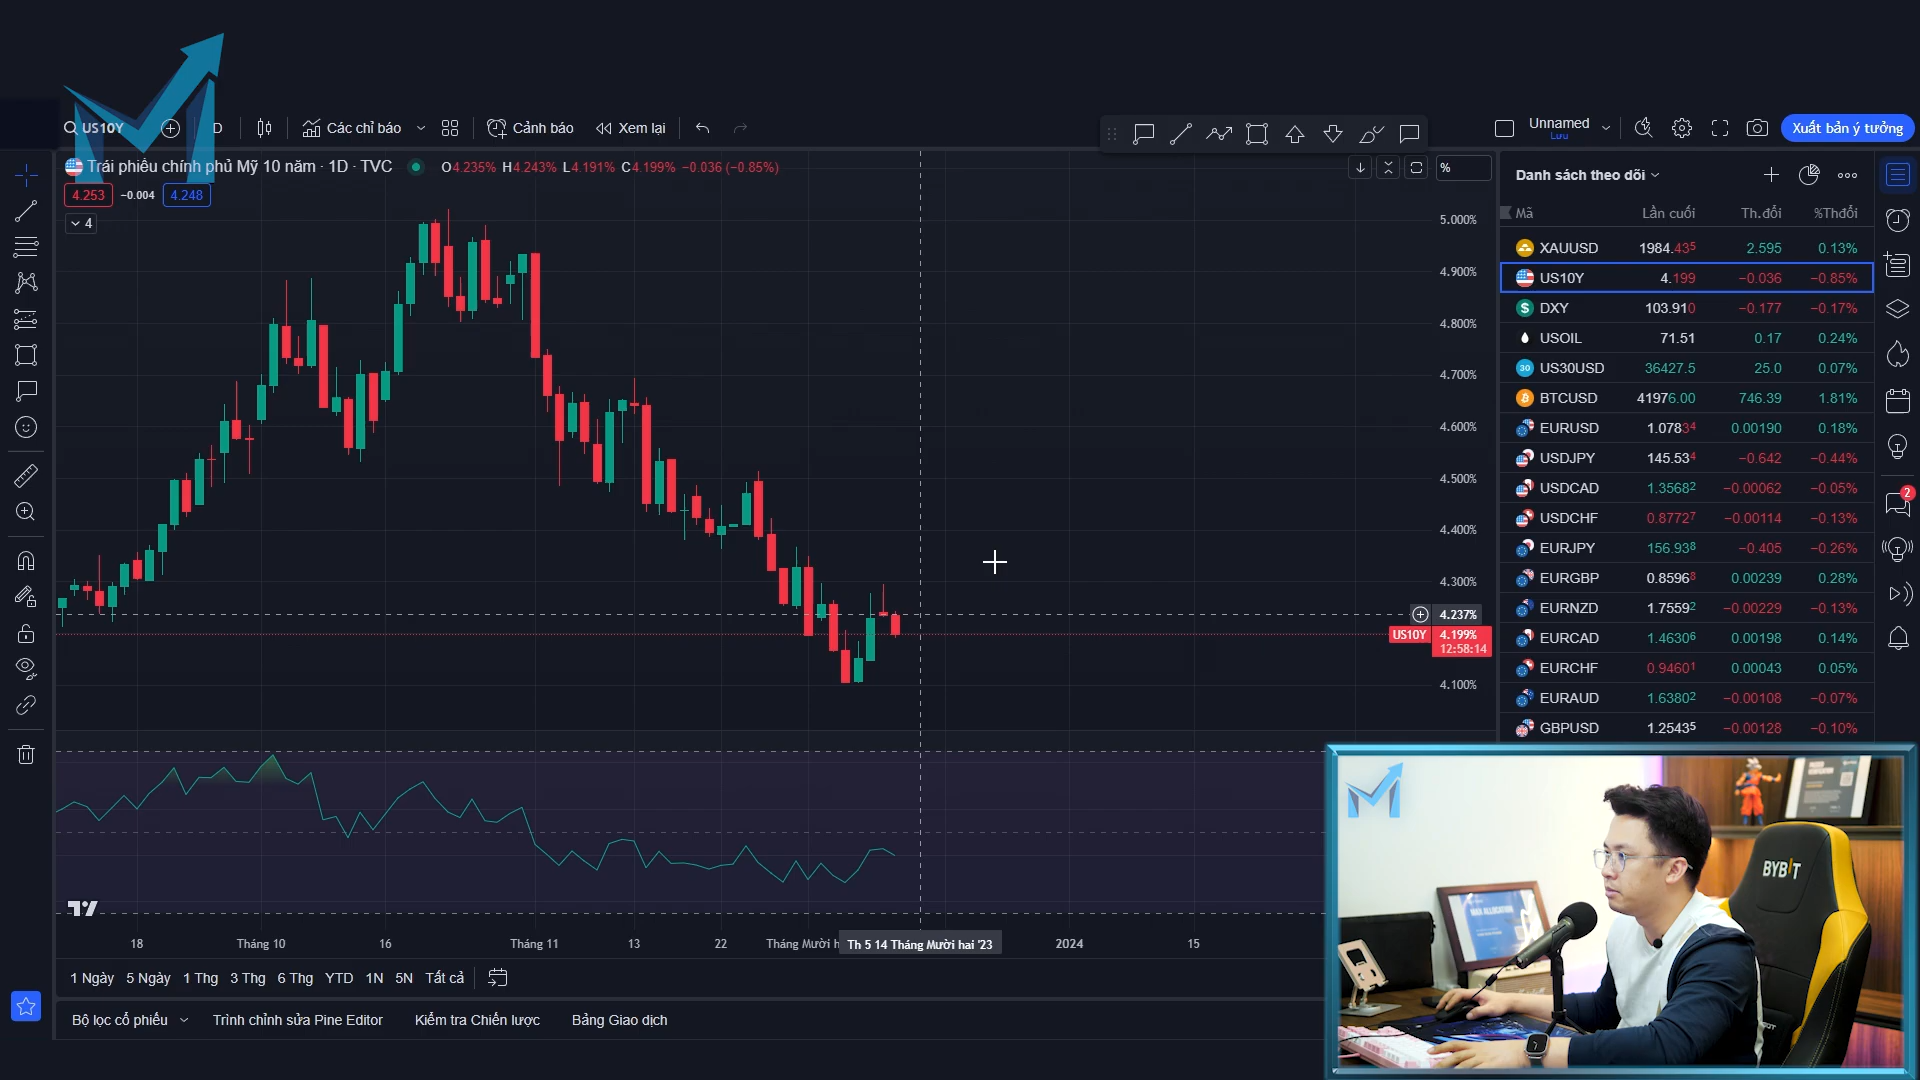 US10Y
D
Các chỉ báo
Cảnh báo
Xem lại
Unnamed
Lưu
Xuất bản ý tưởng
Trái phiếu chính phủ Mỹ 10 năm · 1D · TVC
O4.235% H4.243% L4.191% C4.199% −0.036 (−0.85%)
4.253 −0.004 4.248
4
%
5.000%
4.900%
4.800%
4.700%
4.600%
4.500%
4.400%
4.300%
4.237%
US10Y 4.199%
12:58:14
4.100%
Danh sách theo dõi
Mã Lần cuối Th.đổi %Thđổi
XAUUSD 1984.435 2.595 0.13%
US10Y 4.199 −0.036 −0.85%
DXY 103.910 −0.177 −0.17%
USOIL 71.51 0.17 0.24%
30 US30USD 36427.5 25.0 0.07%
BTCUSD 41976.00 746.39 1.81%
EURUSD 1.07834 0.00190 0.18%
USDJPY 145.534 −0.642 −0.44%
USDCAD 1.35682 −0.00062 −0.05%
USDCHF 0.87727 −0.00114 −0.13%
EURJPY 156.938 −0.405 −0.26%
EURGBP 0.85968 0.00239 0.28%
EURNZD 1.75592 −0.00229 −0.13%
EURCAD 1.46306 0.00198 0.14%
EURCHF 0.94601 0.00043 0.05%
EURAUD 1.63802 −0.00108 −0.07%
GBPUSD 1.25435 −0.00128 −0.10%
2
18 Tháng 10 16 Tháng 11 13 22 Tháng Mười h Th 5 14 Tháng Mười hai '23 2024 15
1 Ngày 5 Ngày 1 Thg 3 Thg 6 Thg YTD 1N 5N Tất cả
Bộ lọc cổ phiếu Trình chỉnh sửa Pine Editor Kiểm tra Chiến lược Bảng Giao dịch
BYBIT